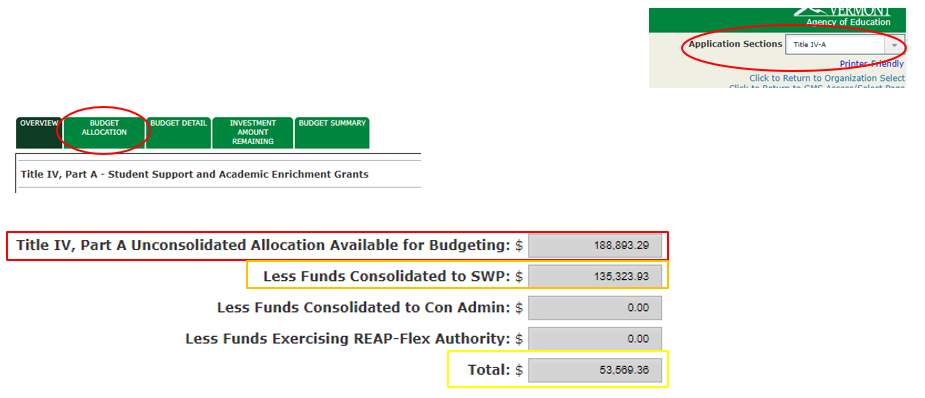 VERMONT
Agency of Education
Application Sections Title IV-A
Printer Friendly
Click to Return to Organization Select
Click to Return to GMS Access/Select Page
OVERVIEW
BUDGET
ALLOCATION
BUDGET DETAIL
INVESTMENT
AMOUNT
REMAINING
BUDGET SUMMARY
Title IV, Part A - Student Support and Academic Enrichment Grants
Title IV, Part A Unconsolidated Allocation Available for Budgeting: $ 188,893.29
Less Funds Consolidated to SWP: $ 135,323.93
Less Funds Consolidated to Con Admin: $ 0.00
Less Funds Exercising REAP-Flex Authority: $ 0.00
Total: $ 53,569.36